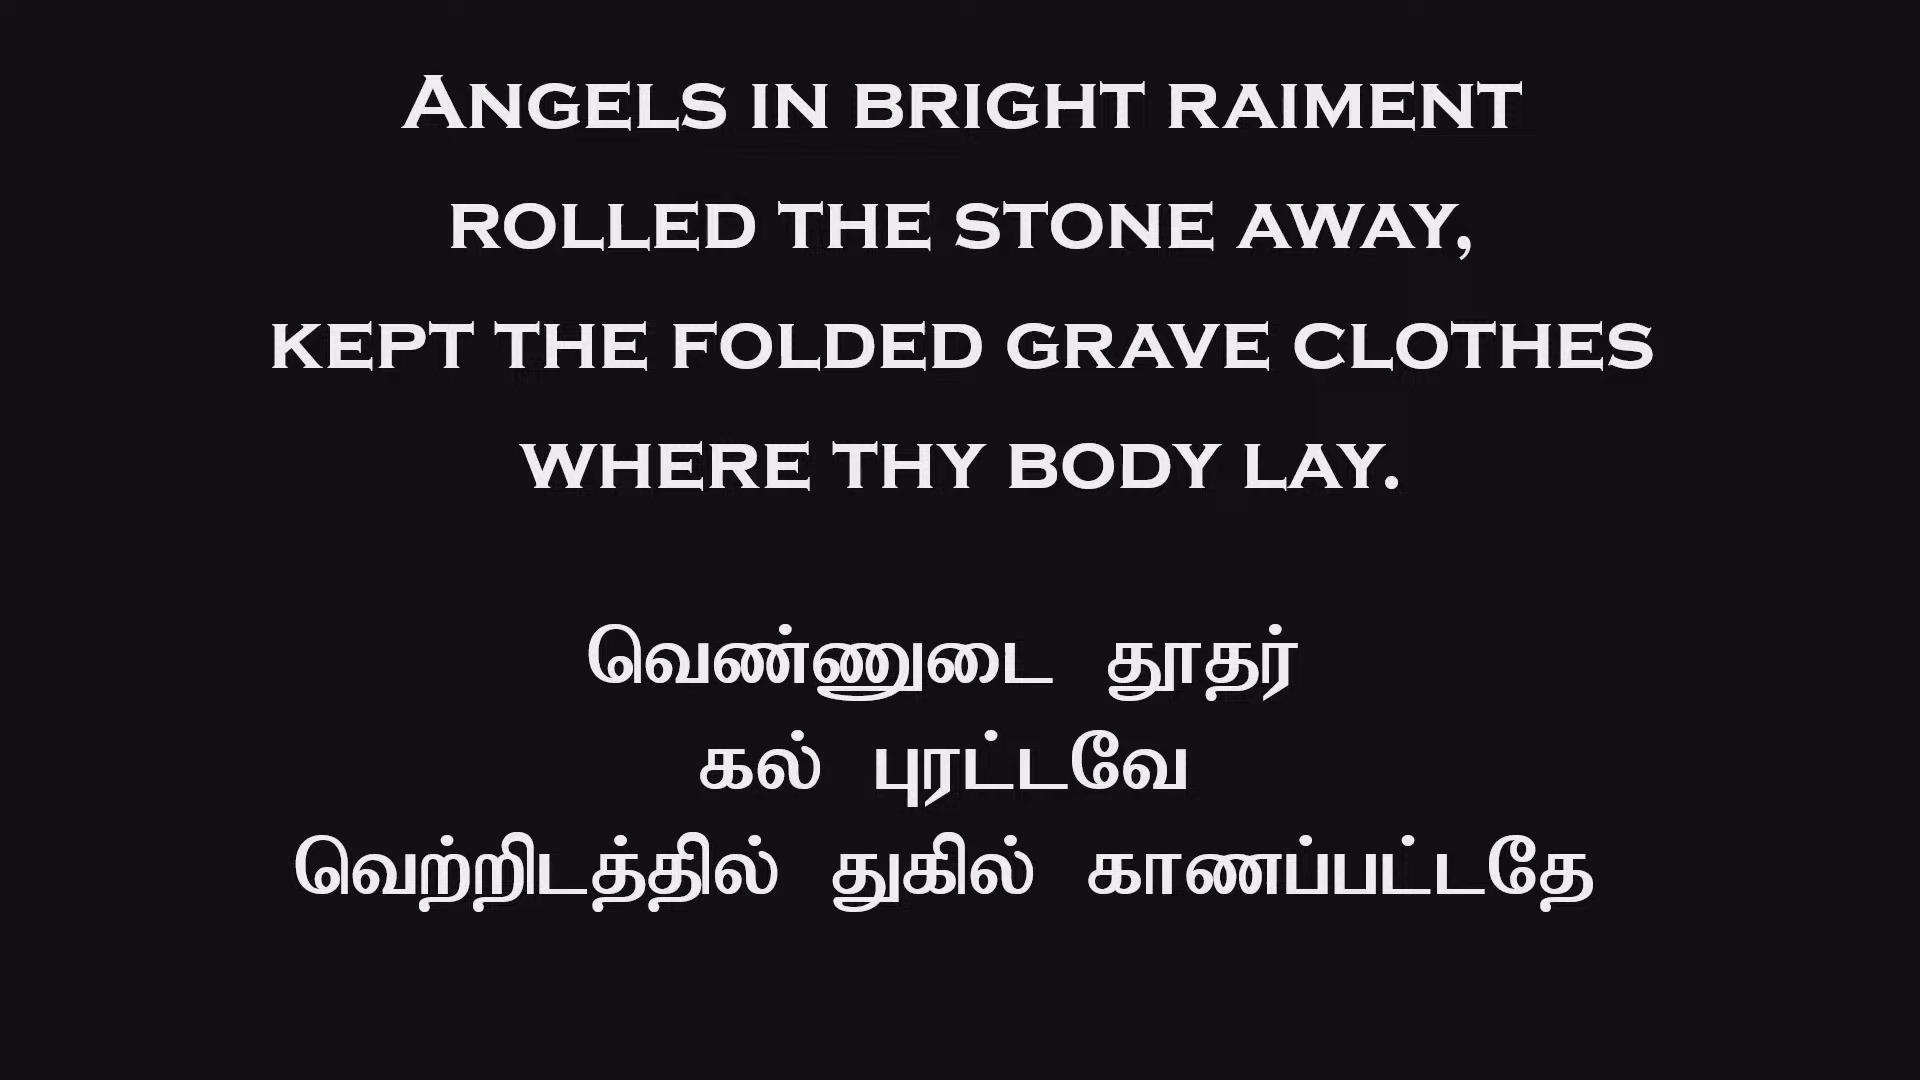 Angels in bright raiment
rolled the stone away,
kept the folded grave clothes
where thy body lay.
வெண்ணுடை தூதர்
கல் புரட்டவே
வெற்றிடத்தில் துகில் காணப்பட்டதே